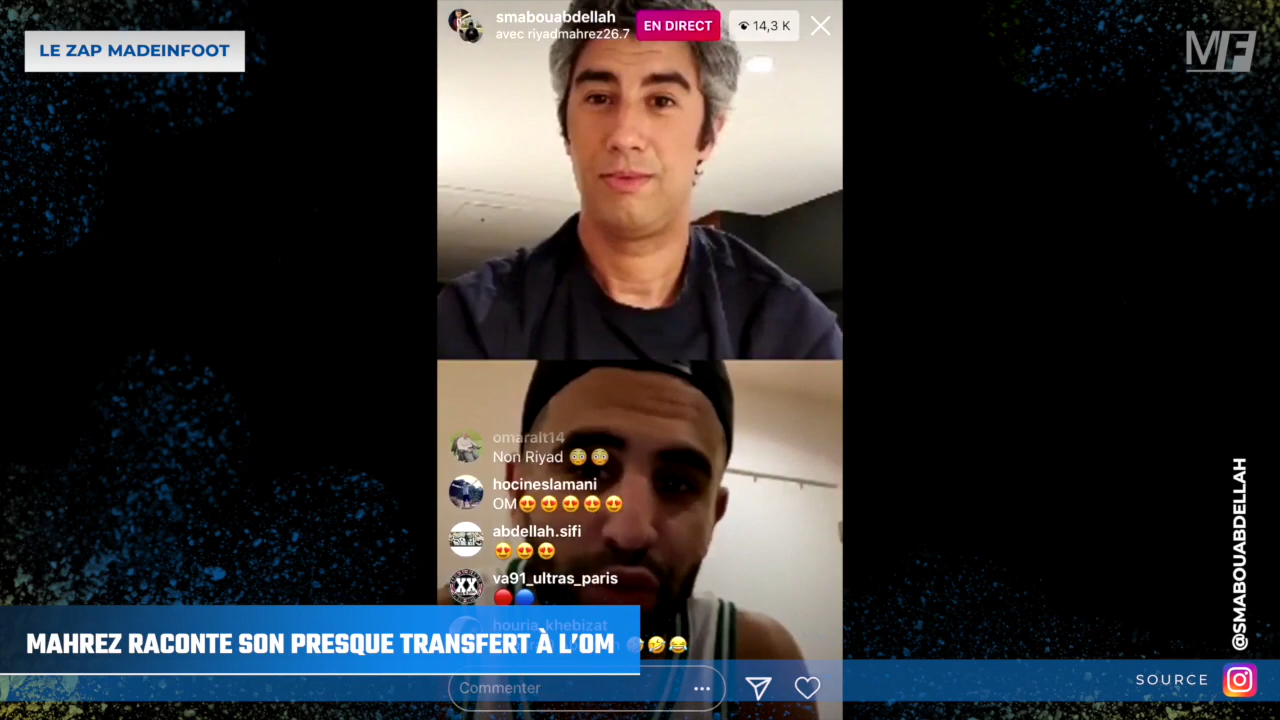 LE ZAP MADEINFOOT
smabouabdellah
avec riyadmahrez26.7
EN DIRECT
14,3 K
MF
omaralt14
Non Riyad 😳 😳
hocineslamani
OM😍 😍 😍 😍 😍
abdellah.sifi
😍 😍 😍
va91_ultras_paris
🔴🔵
houria_khebizat
MAHREZ RACONTE SON PRESQUE TRANSFERT À L’OM
Commenter
@SMABOUABDELLAH
SOURCE